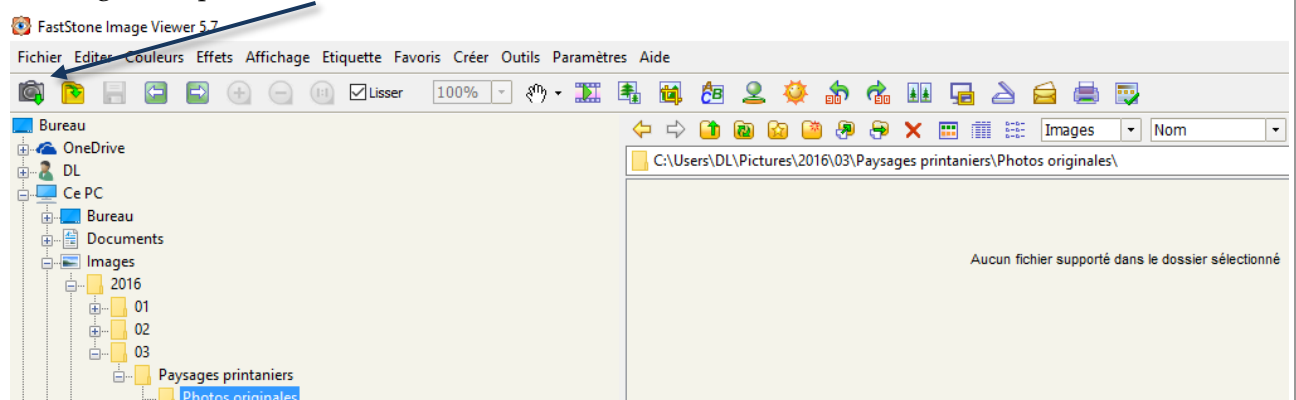 FastStone Image Viewer 5.7
Fichier Editer Couleurs Effets Affichage Etiquette Favoris Créer Outils Paramètres Aide
Lisser 100%
Bureau
OneDrive
DL
Ce PC
Bureau
Documents
Images
2016
01
02
03
Paysages printaniers
Photos originales
Images Nom
C:\Users\DL\Pictures\2016\03\Paysages printaniers\Photos originales\
Aucun fichier supporté dans le dossier sélectionné